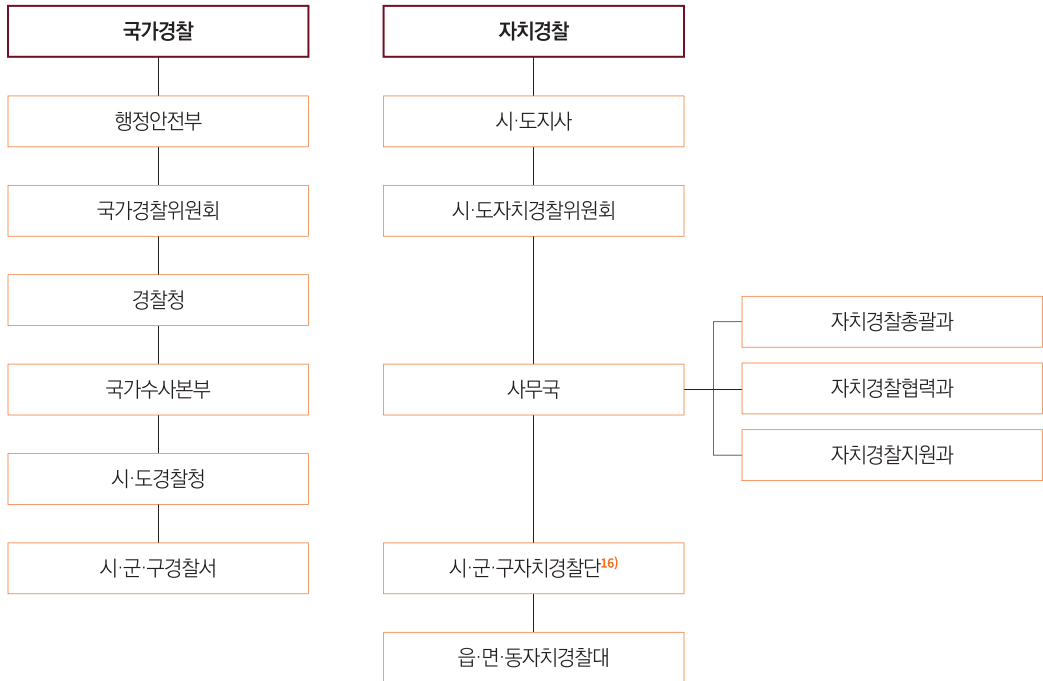 국가경찰
행정안전부
국가경찰위원회
경찰청
국가수사본부
시·도경찰청
시·군·구경찰서
자치경찰
시·도지사
시·도자치경찰위원회
사무국
자치경찰총괄과
자치경찰협력과
자치경찰지원과
시·군·구자치경찰단16)
읍·면·동자치경찰대